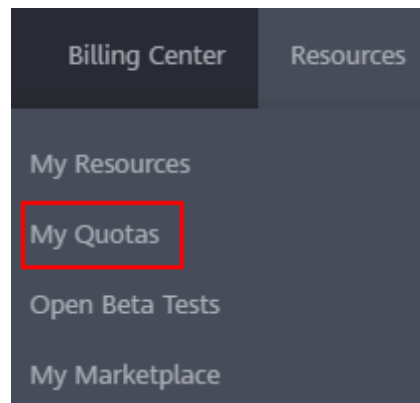 Billing Center Resources
My Resources
My Quotas
Open Beta Tests
My Marketplace